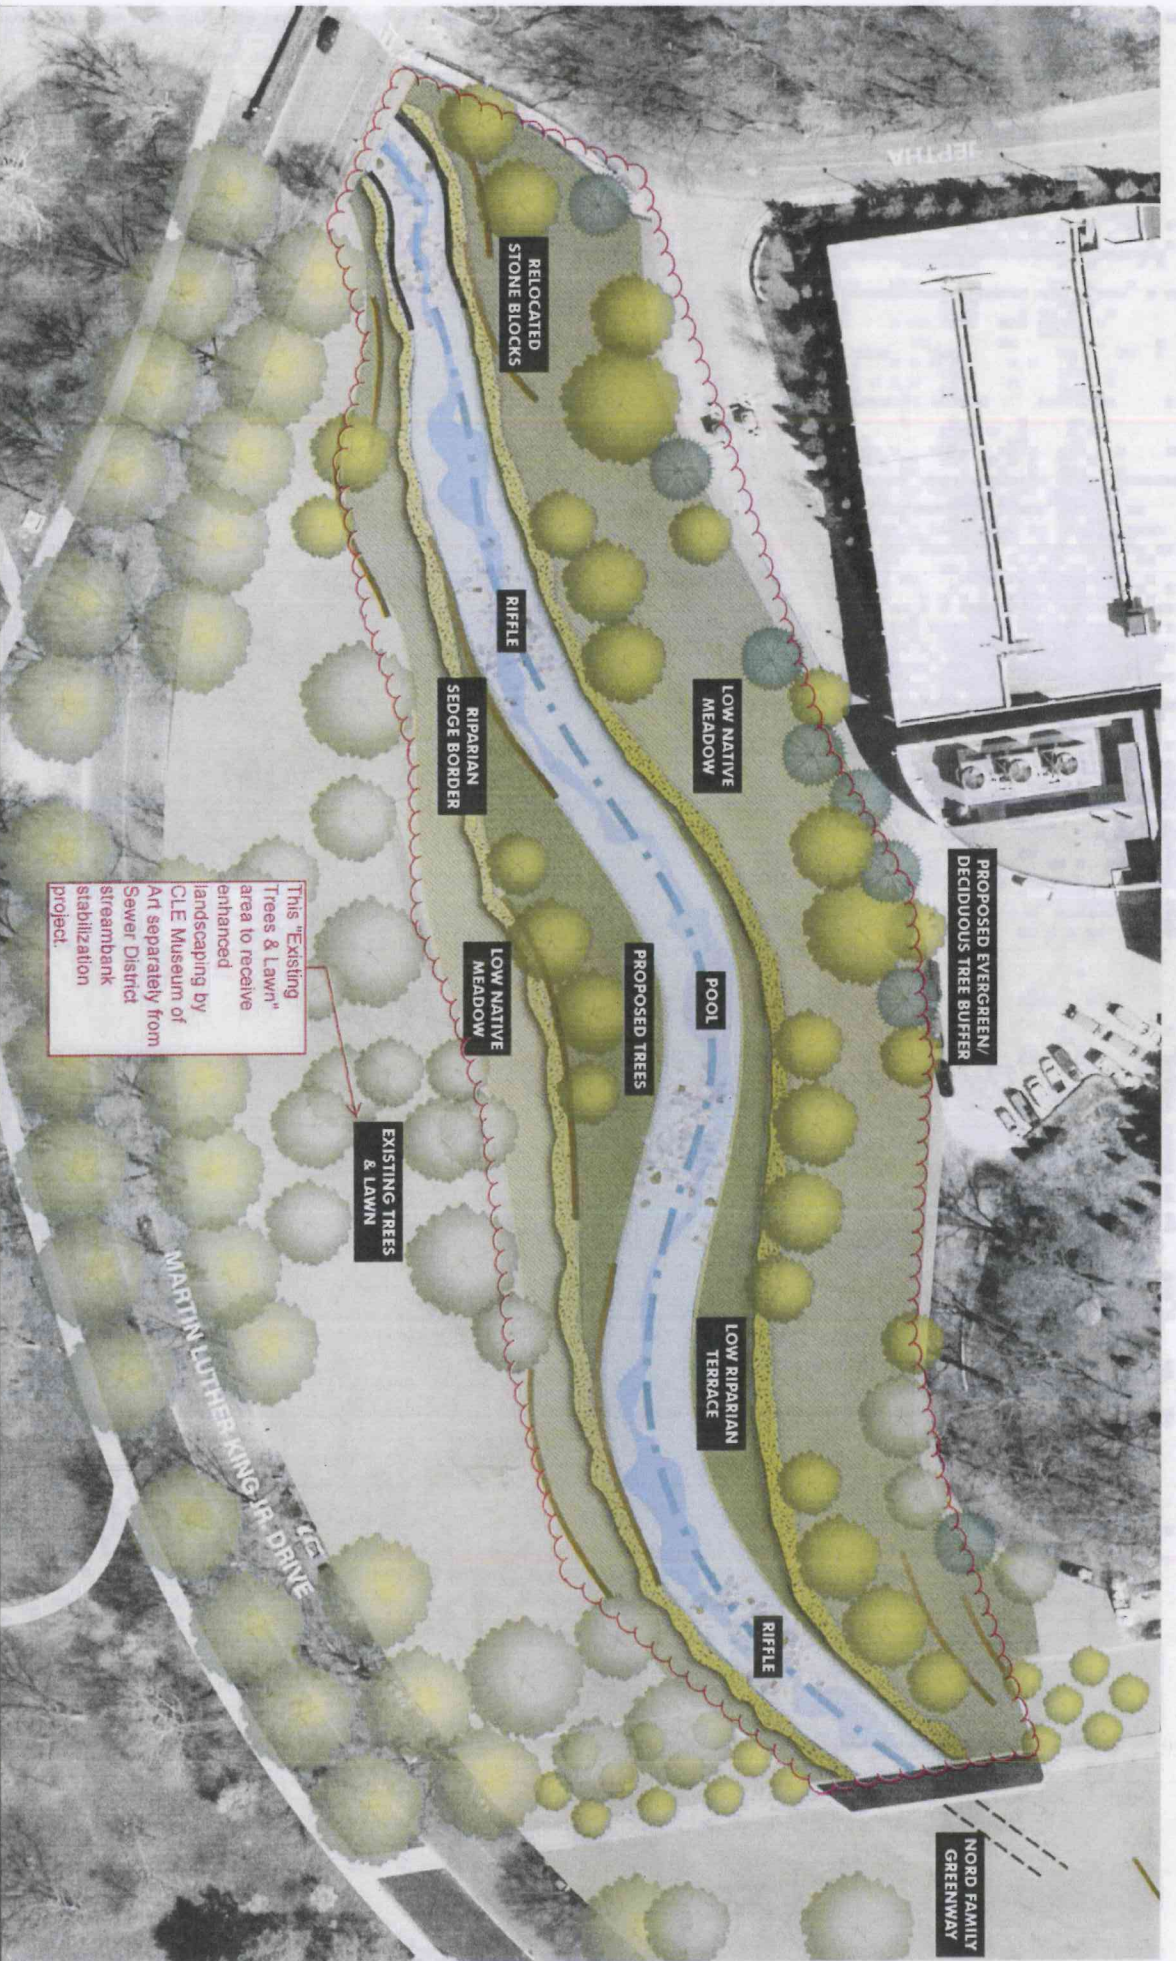 JEPTHA
RELOCATED
STONE BLOCKS
RIFFLE
LOW NATIVE
MEADOW
RIPARIAN
SEDGE BORDER
PROPOSED EVERGREEN/
DECIDUOUS TREE BUFFER
POOL
PROPOSED TREES
LOW NATIVE
MEADOW
This "Existing
Trees & Lawn"
area to receive
enhanced
landscaping by
CLE Museum of
Art separately from
Sewer District
streambank
stabilization
project.
EXISTING TREES
& LAWN
LOW RIPARIAN
TERRACE
MARTIN LUTHER KING JR. DRIVE
RIFFLE
NORD FAMILY
GREENWAY